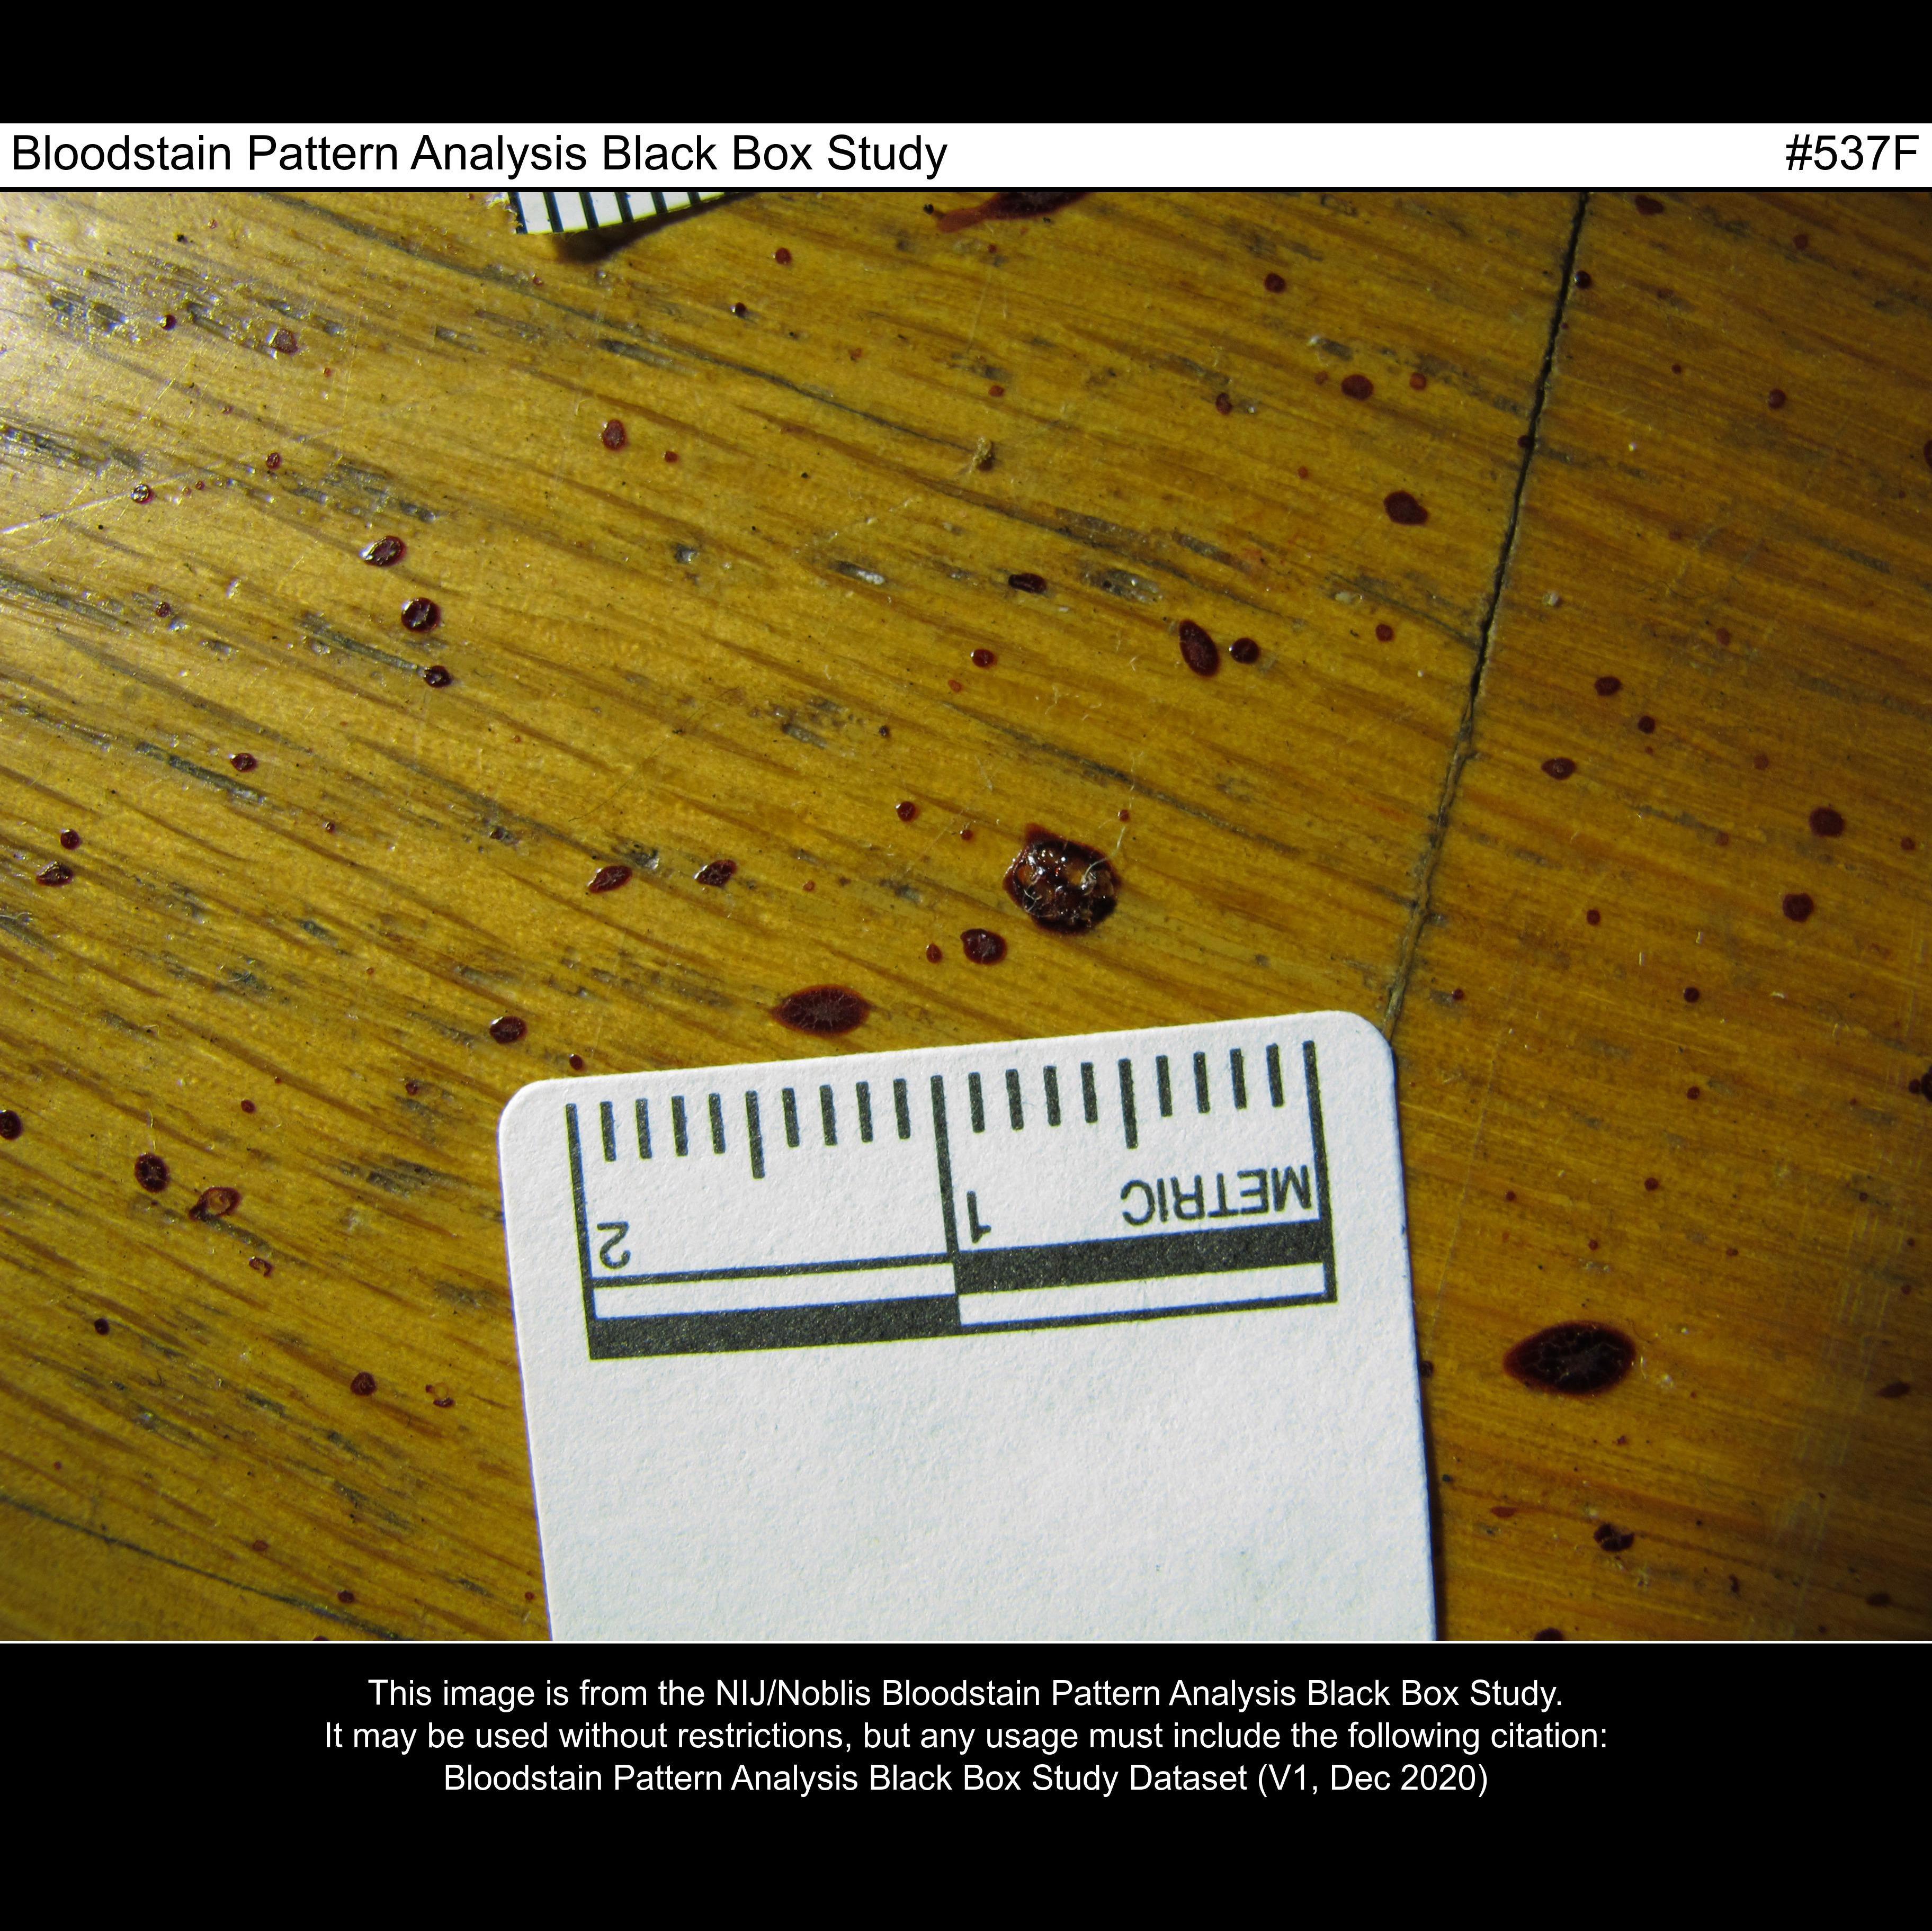 Bloodstain Pattern Analysis Black Box Study #537F
METRIC
1
2
This image is from the NIJ/Noblis Bloodstain Pattern Analysis Black Box Study.
It may be used without restrictions, but any usage must include the following citation:
Bloodstain Pattern Analysis Black Box Study Dataset (V1, Dec 2020)